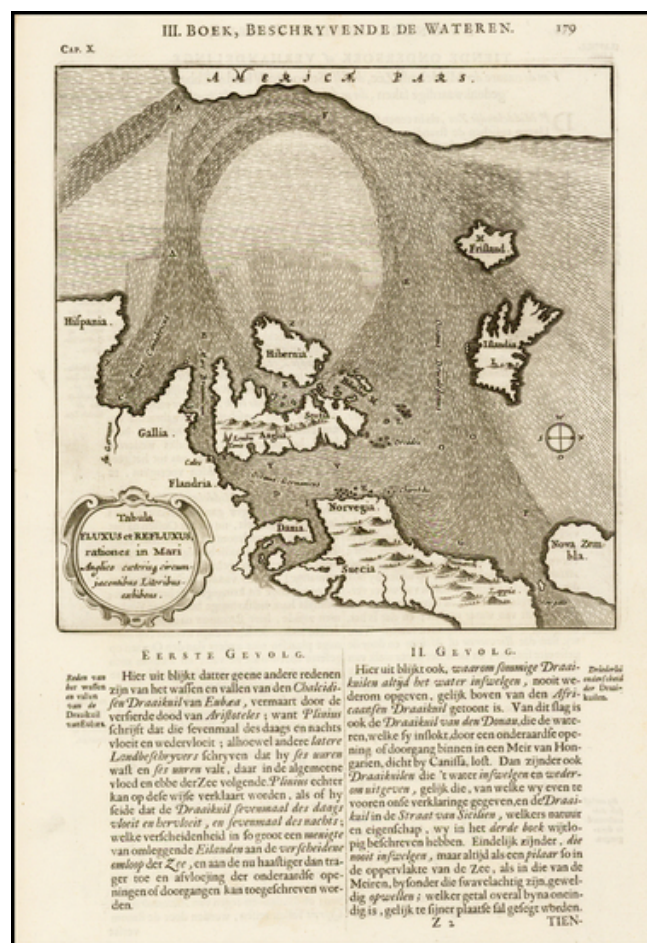 III. BOEK, BESCHRYVENDE DE WATEREN. 179
CAP. X.
AMERICÆ PARS.
Frisland.
Hispania.
Islandia
Hibernia
Scotia
Anglia
Gallia.
Orcades
Cales
Flandria.
Norvegia.
Dania.
Suecia
Nova Zem-
bla.
Tabula
FLUXUS et REFLUXUS,
rationes in Mari
Anglico cæterisq circum-
jacentibus Litoribus
exhibens.
EERSTE GEVOLG.
Reden van
het wassen
en vallen
van de
Draaikuil
van Eubœa.
Hier uit blijkt datter geene andere redenen
zijn van het wassen en vallen van den Chalcidi-
sen Draaikuil van Eubœa, vermaart door de
versierde dood van Aristoteles; want Plinius
schrijft dat die sevenmaal des daags en nachts
vloeit en wedervloeit; alhoewel andere latere
Landbeschryvers schryven dat hy ses uuren
wast en ses uuren valt, daar in de algemeene
vloed en ebbe der Zee volgende. Plinius echter
kan op dese wijse verklaart worden, als of hy
seide dat de Draaikuil sevenmaal des daags
vloeit en hervloeit, en sevenmaal des nachts;
welke verscheidenheid in so groot een menigte
van omleggende Eilanden aan de verscheidene
omloop der Zee, en aan de nu haastiger dan tra-
ger toe en afvloejing der onderaardse ope-
ningen of doorgangen kan toegeschreven wor-
den.
II. GEVOLG.
Hier uit blijkt ook, waarom sommige Draai-
kuilen altijd het water inswelgen, nooit we-
derom opgeven, gelijk boven van den Afri-
caansen Draaikuil getoont is. Van dit slag is
ook de Draaikuil van den Donau, die de wate-
ren, welke sy inslokt, door een onderaardse ope-
ning of doorgang binnen in een Meir van Hon-
garien, dicht by Canissa, lost. Dan zijnder ook
Draaikuilen die 't water inswelgen en weder-
om uitgeven, gelijk die, van welke wy even te
vooren onse verklaringe gegeven, en de Draai-
kuil in de Straat van Sicilien, welkers natuur
en eigenschap, wy in het derde boek wijtlo-
pig beschreven hebben. Eindelijk zijnder, die
nooit inswelgen, maar altijd als een pilaar so in
de oppervlakte van de Zee, als in die van de
Meiren, bysonder die swavelachtig zijn, gewel-
dig opwellen; welker getal overal byna onein-
dig is, gelijk te sijner plaatse sal gesegt worden.
Driederlei
onderscheid
der Draai-
kuilen.
Z 2 TIEN-